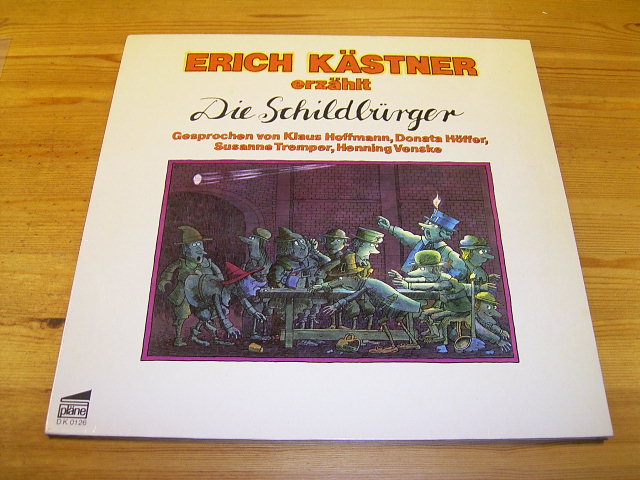 ERICH KÄSTNER
erzählt
Die Schildbürger
Gesprochen von Klaus Hoffmann, Donata Höffer,
Susanne Tremper, Henning Venske
pläne
DK 0126